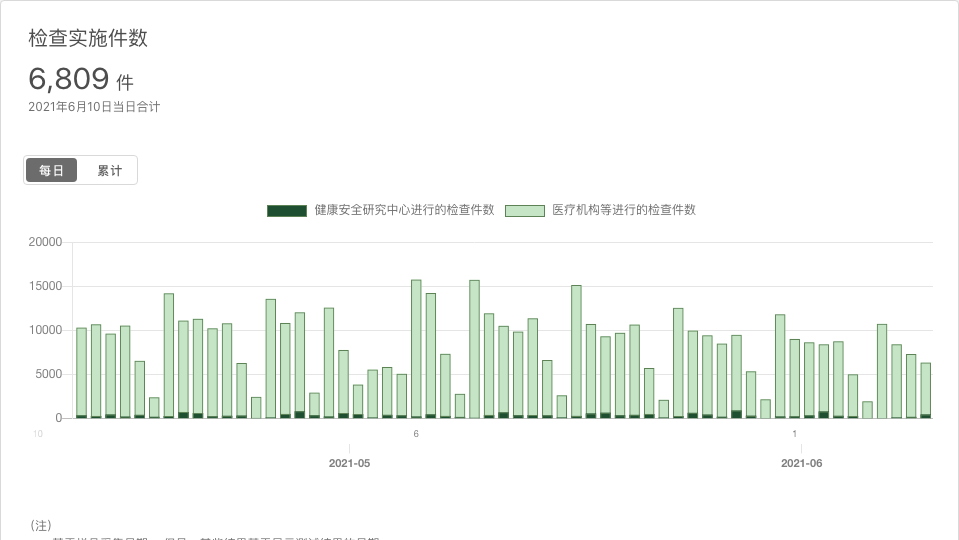 检查实施件数
6,809 件
2021年6月10日当日合计
每日 累计
健康安全研究中心进行的检查件数 医疗机构等进行的检查件数
20000
15000
10000
5000
0
10 6 1
2021-05 2021-06
(注)